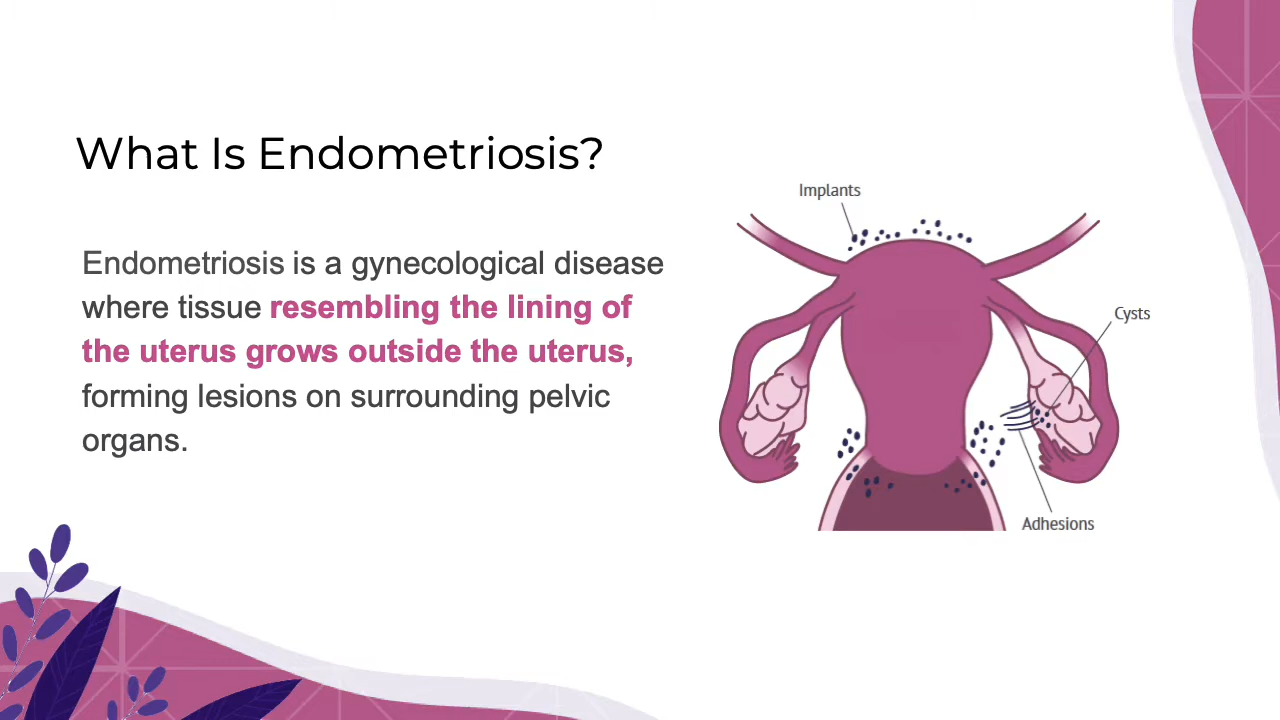 What Is Endometriosis?
Endometriosis is a gynecological disease
where tissue resembling the lining of
the uterus grows outside the uterus,
forming lesions on surrounding pelvic
organs.
Implants
Cysts
Adhesions